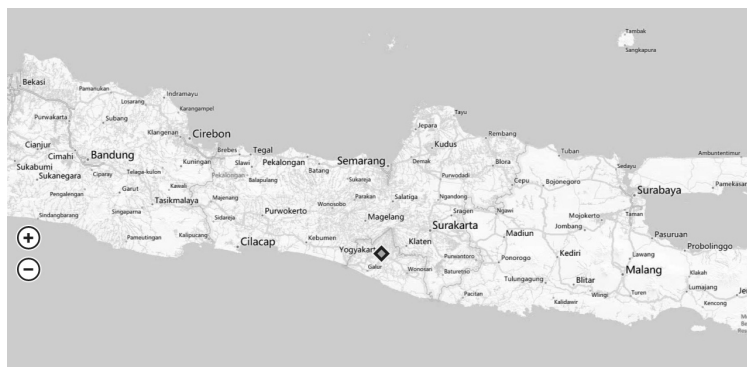 Tambak
Sangkapura
Bekasi
Pamanukan
Indramayu
Losarang
Karangampel
Tayu
Purwakarta
Subang
Jepara
Klangenan
Cirebon
Rembang
Cianjur
Kudus
Brebes
Tegal
Tuban
Ambuntentimur
Cimahi
Bandung
Kuningan
Slawi
Pekalongan
Semarang
Demak
Blora
Sedayu
Sukabumi
Sukanegara
Ciparay
Telaga-kulon
Pekalongan
Balapulang
Batang
Sukareja
Purwodadi
Cepu
Bojonegoro
Surabaya
Pamekasan
Pengalengan
Garut
Kawali
Majenang
Wonosobo
Parakan
Salatiga
Ngandong
Tasikmalaya
Sindangbarang
Singaparna
Sidareja
Purwokerto
Magelang
Sragen
Ngawi
Mojokerto
Taman
Surakarta
Jombang
Pameutingan
Kalipucang
Cilacap
Kebumen
Klaten
Madiun
Pasuruan
Yogyakart
Purwontoro
Ponorogo
Kediri
Lawang
Probolinggo
Galur
Wonosari
Baturetno
Tulungagung
Blitar
Malang
Klakah
Pacitan
Kalidawir
Wlingi
Turen
Lumajang
Je
Kencong